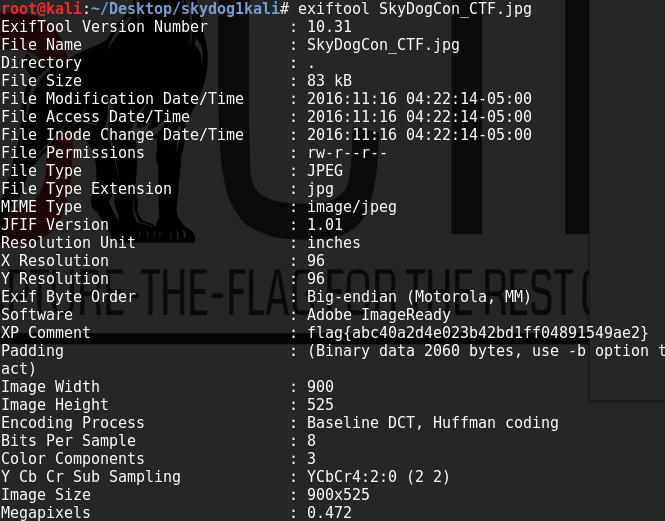 root@kali:~/Desktop/skydog1kali# exiftool SkyDogCon_CTF.jpg
ExifTool Version Number         : 10.31
File Name                       : SkyDogCon_CTF.jpg
Directory                       : .
File Size                       : 83 kB
File Modification Date/Time     : 2016:11:16 04:22:14-05:00
File Access Date/Time           : 2016:11:16 04:22:14-05:00
File Inode Change Date/Time     : 2016:11:16 04:22:14-05:00
File Permissions                : rw-r--r--
File Type                       : JPEG
File Type Extension             : jpg
MIME Type                       : image/jpeg
JFIF Version                    : 1.01
Resolution Unit                 : inches
X Resolution                    : 96
Y Resolution                    : 96
Exif Byte Order                 : Big-endian (Motorola, MM)
Software                        : Adobe ImageReady
XP Comment                      : flag{abc40a2d4e023b42bd1ff04891549ae2}
Padding                         : (Binary data 2060 bytes, use -b option t
act)
Image Width                     : 900
Image Height                    : 525
Encoding Process                : Baseline DCT, Huffman coding
Bits Per Sample                 : 8
Color Components                : 3
Y Cb Cr Sub Sampling            : YCbCr4:2:0 (2 2)
Image Size                      : 900x525
Megapixels                      : 0.472
TURE-THE-FLAG FOR THE REST